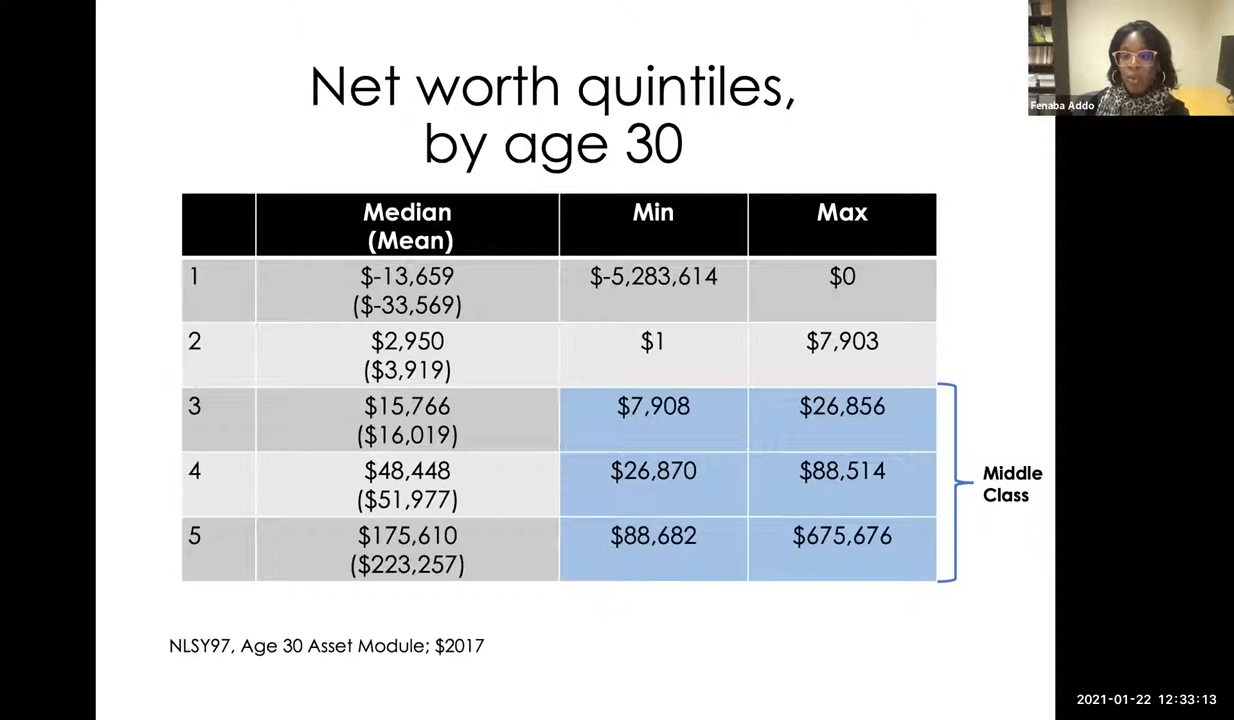 Net worth quintiles,
by age 30
Fenaba Addo
Median Min Max
(Mean)
1 $-13,659 $-5,283,614 $0
($-33,569)
2 $2,950 $1 $7,903
($3,919)
3 $15,766 $7,908 $26,856
($16,019)
4 $48,448 $26,870 $88,514
($51,977)
5 $175,610 $88,682 $675,676
($223,257)
Middle
Class
NLSY97, Age 30 Asset Module; $2017
2021-01-22 12:33:13